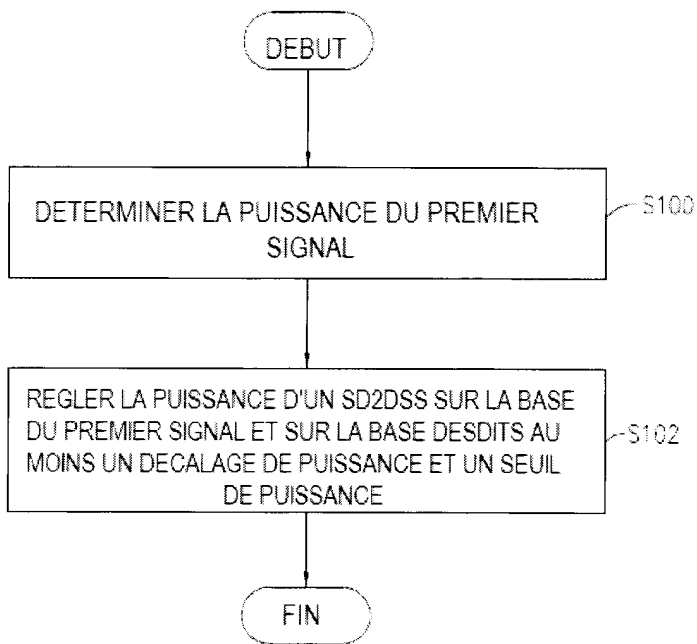 DEBUT
DETERMINER LA PUISSANCE DU PREMIER
SIGNAL
S100
REGLER LA PUISSANCE D'UN SD2DSS SUR LA BASE
DU PREMIER SIGNAL ET SUR LA BASE DESDITS AU
MOINS UN DECALAGE DE PUISSANCE ET UN SEUIL
DE PUISSANCE
S102
FIN